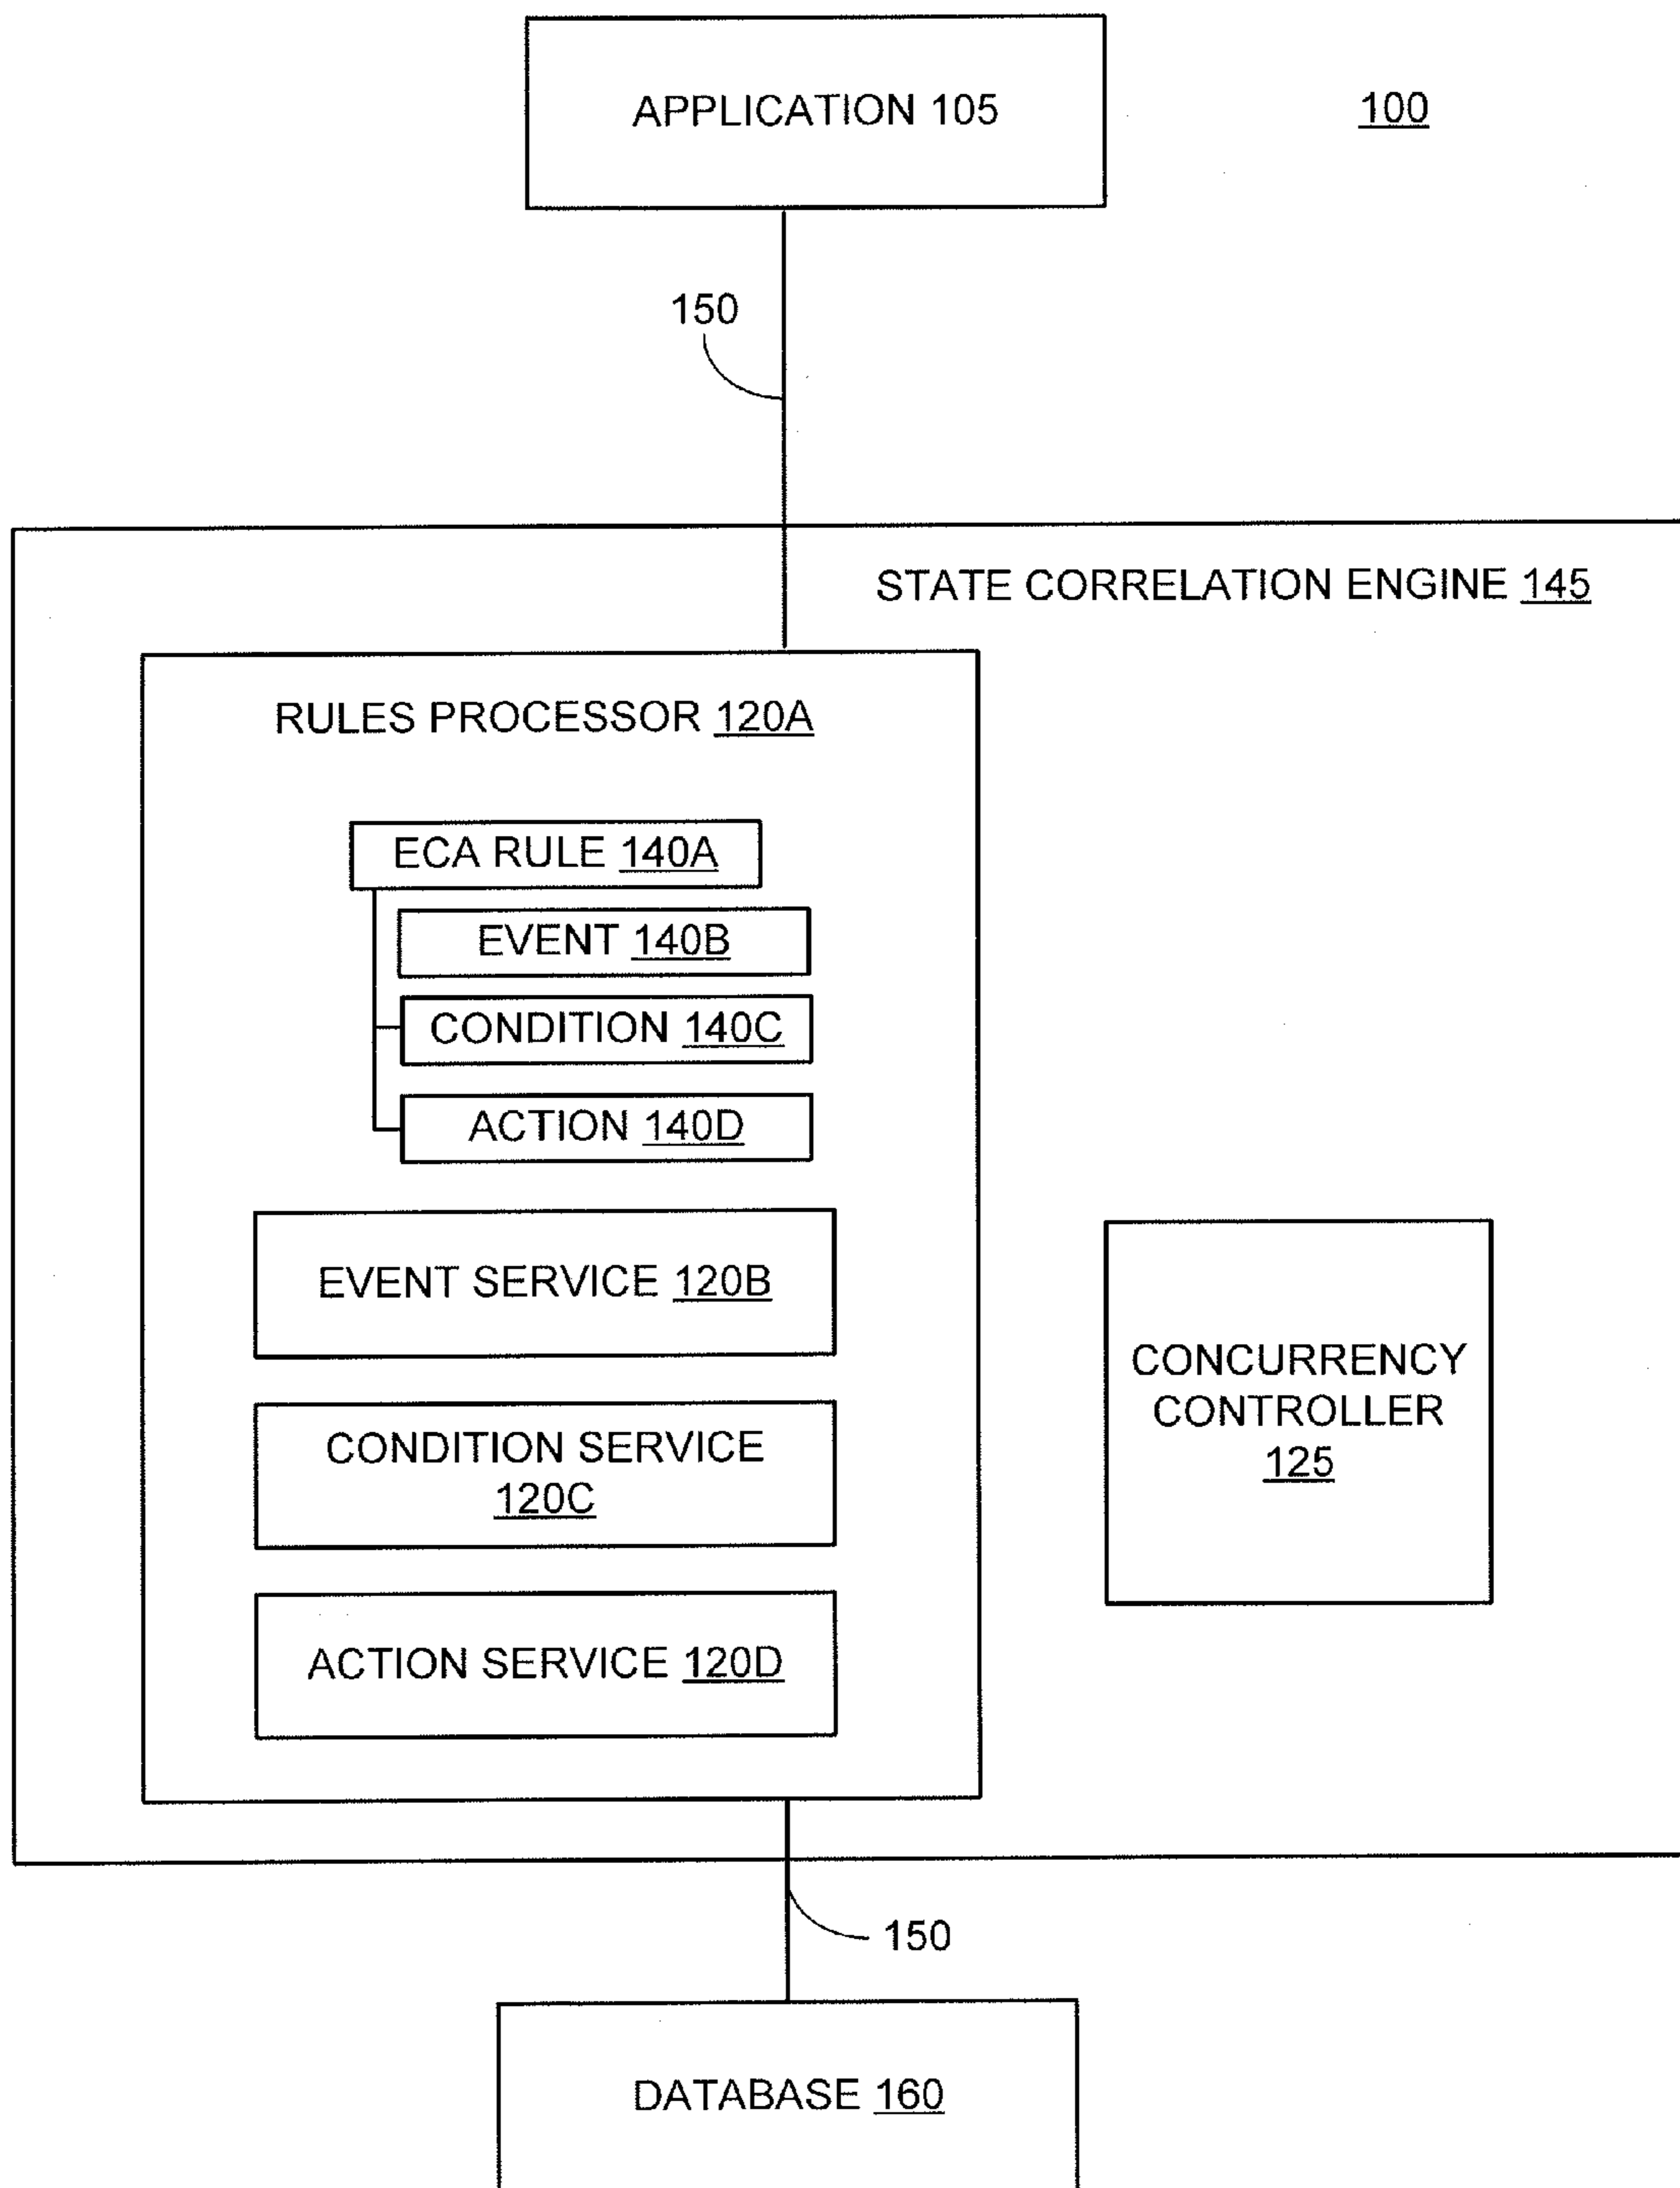 APPLICATION 105
100
150
STATE CORRELATION ENGINE 145
RULES PROCESSOR 120A
ECA RULE 140A
EVENT 140B
CONDITION 140C
ACTION 140D
EVENT SERVICE 120B
CONDITION SERVICE
120C
ACTION SERVICE 120D
CONCURRENCY
CONTROLLER
125
150
DATABASE 160